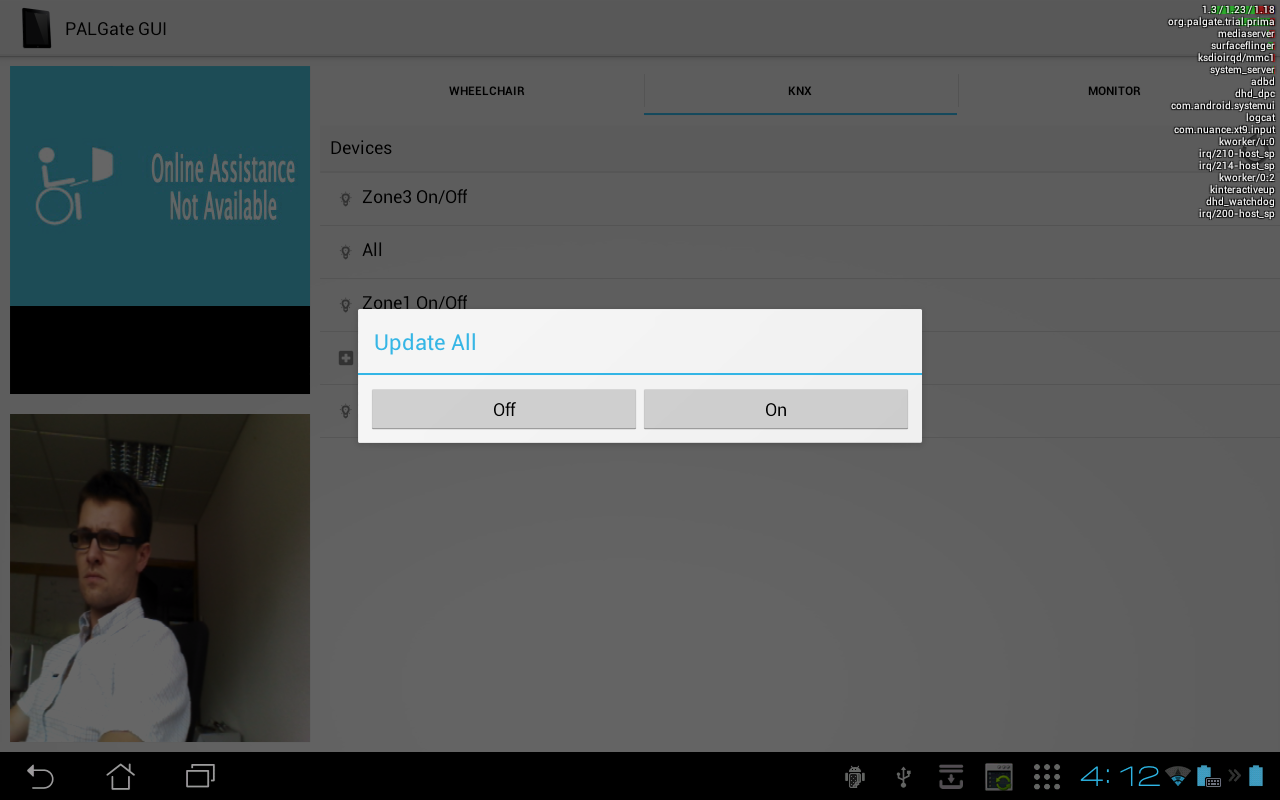 PALGate GUI
1.3/1.23/1.18
org.palgate.trial.prima
mediaserver
surfaceflinger
ksdioirqd/mmc1
system_server
adbd
dhd_dpc
com.android.systemui
logcat
com.nuance.xt9.input
kworker/u:0
irq/210-host_sp
irq/214-host_sp
kworker/0:2
kinteractiveup
dhd_watchdog
irq/200-host_sp
Online Assistance
Not Available
WHEELCHAIR
KNX
MONITOR
Devices
Zone3 On/Off
All
Zone1 On/Off
Update All
Off
On
4:12